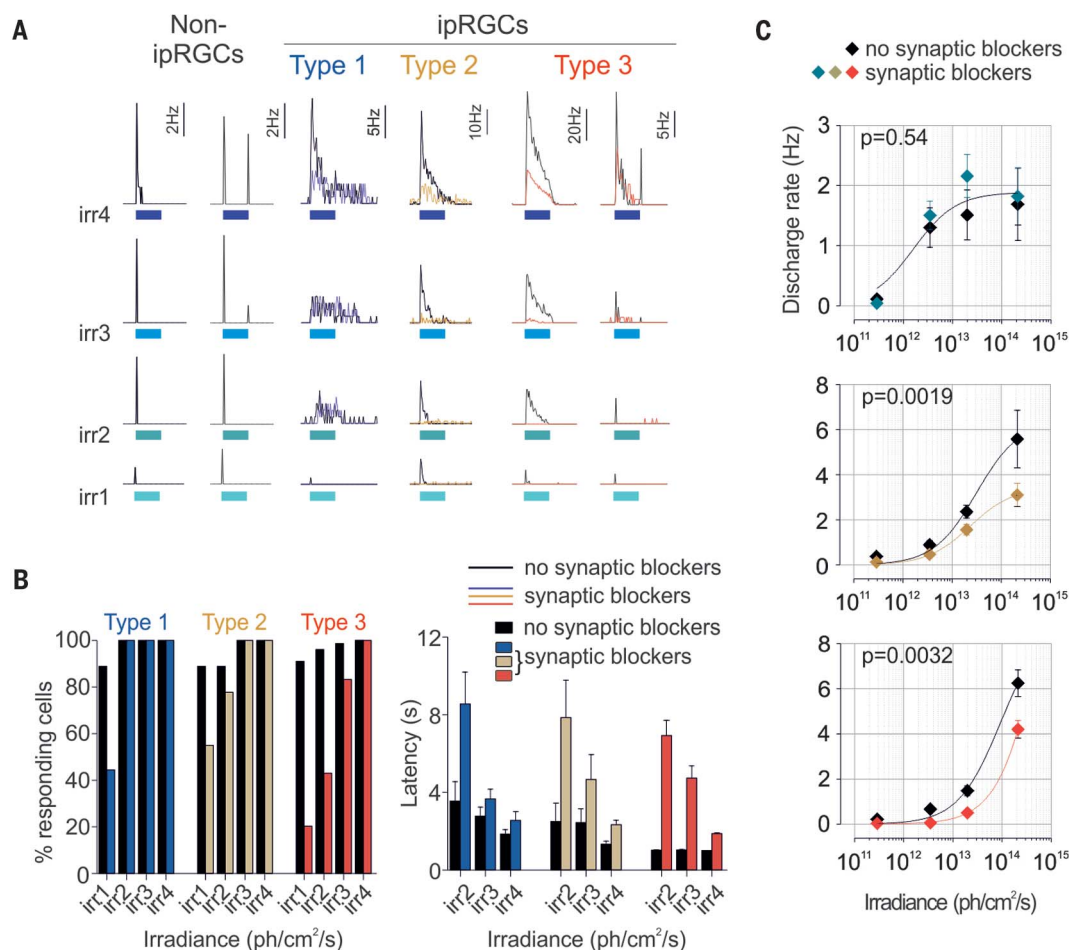 A
Non-
ipRGCs
ipRGCs
Type 1
Type 2
Type 3
2Hz
2Hz
5Hz
10Hz
20Hz
5Hz
irr4
irr3
irr2
irr1
B
no synaptic blockers
synaptic blockers
Type 1
Type 2
Type 3
% responding cells
100
80
60
40
20
0
irr1
irr2
irr3
irr4
irr1
irr2
irr3
irr4
irr1
irr2
irr3
irr4
Irradiance (ph/cm²/s)
no synaptic blockers
synaptic blockers
Latency (s)
12
8
4
0
irr2
irr3
irr4
irr2
irr3
irr4
irr2
irr3
irr4
Irradiance (ph/cm²/s)
C
no synaptic blockers
synaptic blockers
Discharge rate (Hz)
p=0.54
3
2
1
0
10¹¹ 10¹² 10¹³ 10¹⁴ 10¹⁵
p=0.0019
8
6
4
2
0
10¹¹ 10¹² 10¹³ 10¹⁴ 10¹⁵
p=0.0032
8
6
4
2
0
10¹¹ 10¹² 10¹³ 10¹⁴ 10¹⁵
Irradiance (ph/cm²/s)